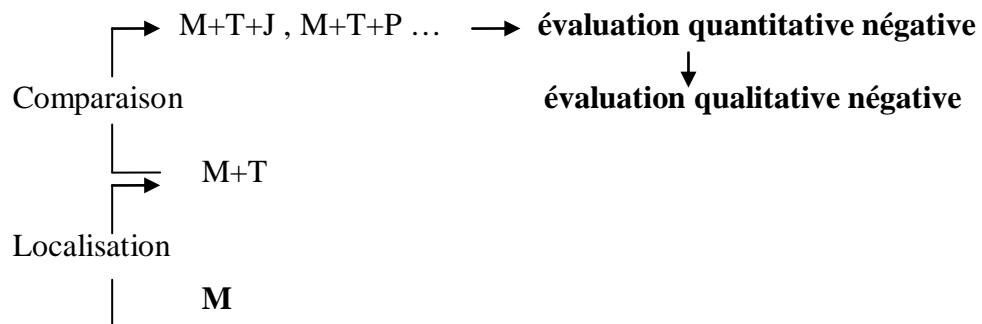 M+T+J , M+T+P … évaluation quantitative négative
Comparaison évaluation qualitative négative
M+T
Localisation
M